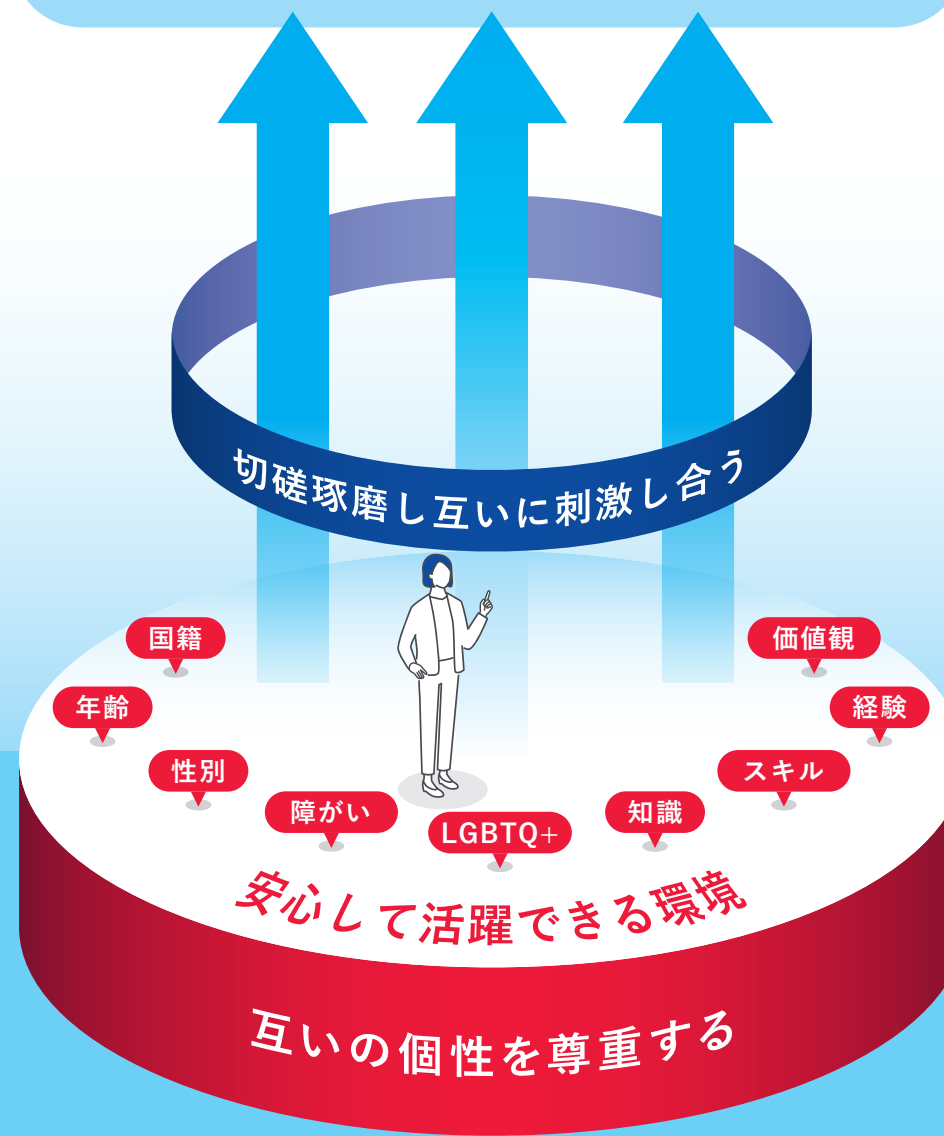 切磋琢磨し互いに刺激し合う
国籍
価値観
年齢
経験
性別
スキル
障がい
知識
LGBTQ+
安心して活躍できる環境
互いの個性を尊重する